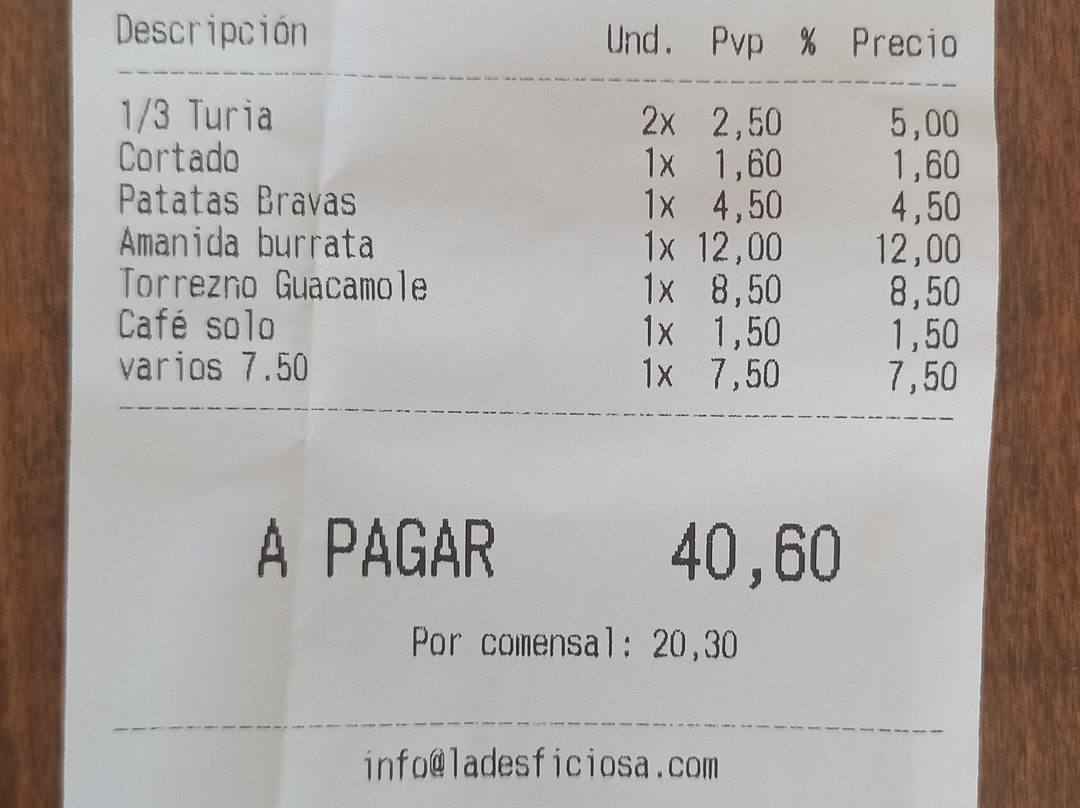 Descripción Und. Pvp % Precio
1/3 Turia 2x 2,50 5,00
Cortado 1x 1,60 1,60
Patatas Bravas 1x 4,50 4,50
Amanida burrata 1x 12,00 12,00
Torrezno Guacamole 1x 8,50 8,50
Café solo 1x 1,50 1,50
varios 7.50 1x 7,50 7,50
A PAGAR 40,60
Por comensal: 20,30
info@ladesficiosa.com